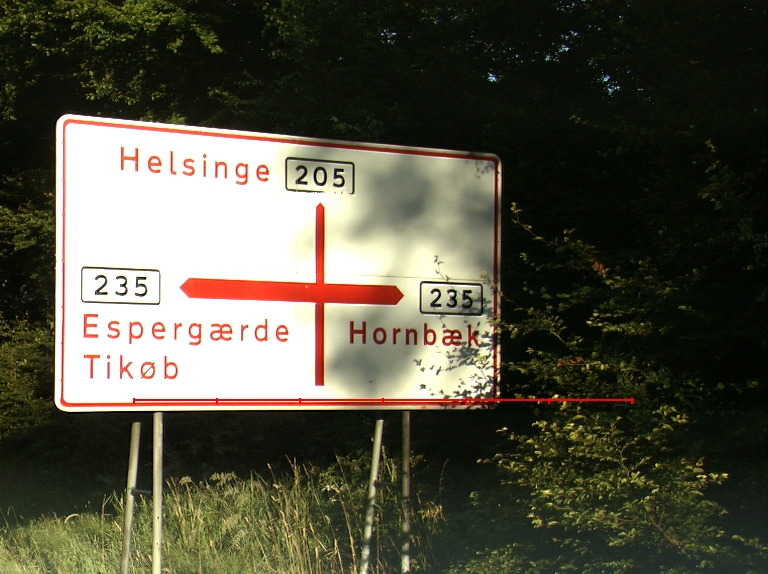 Helsinge 205
235
235
Espergærde
Hornbæk
Tikøb